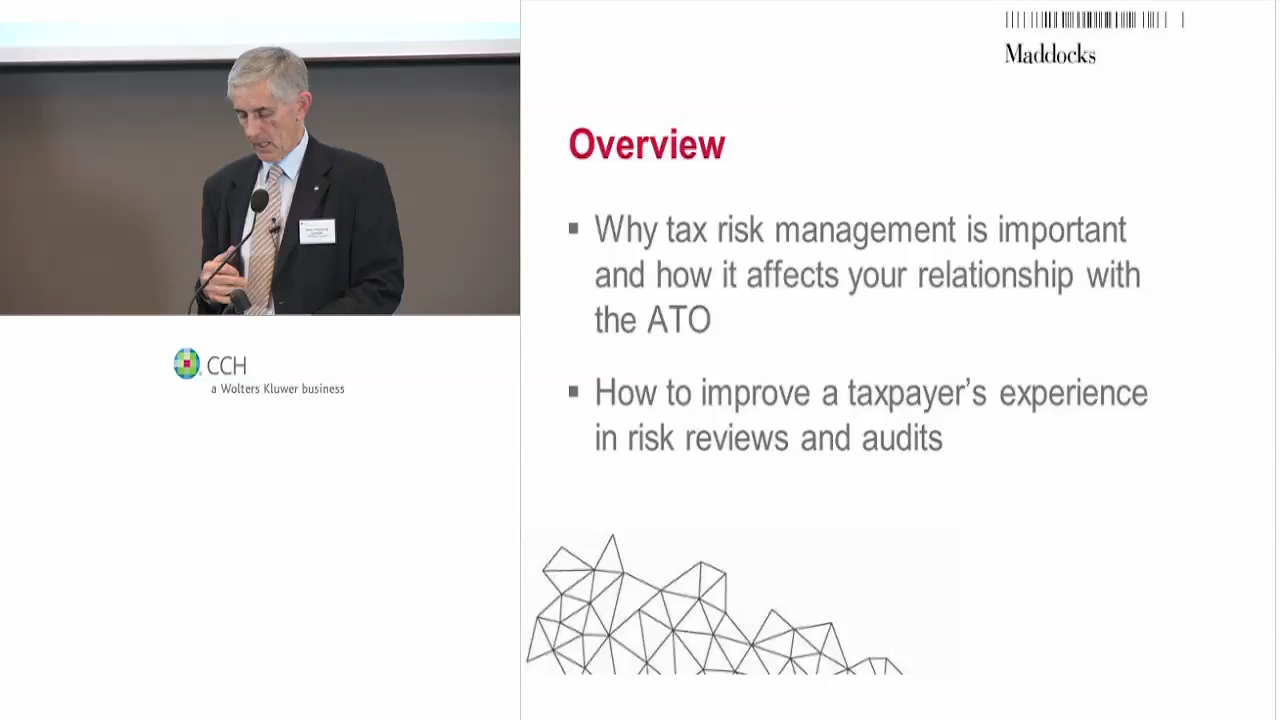 Maddocks
Overview
▪ Why tax risk management is important
and how it affects your relationship with
the ATO
▪ How to improve a taxpayer’s experience
in risk reviews and audits
CCH
a Wolters Kluwer business